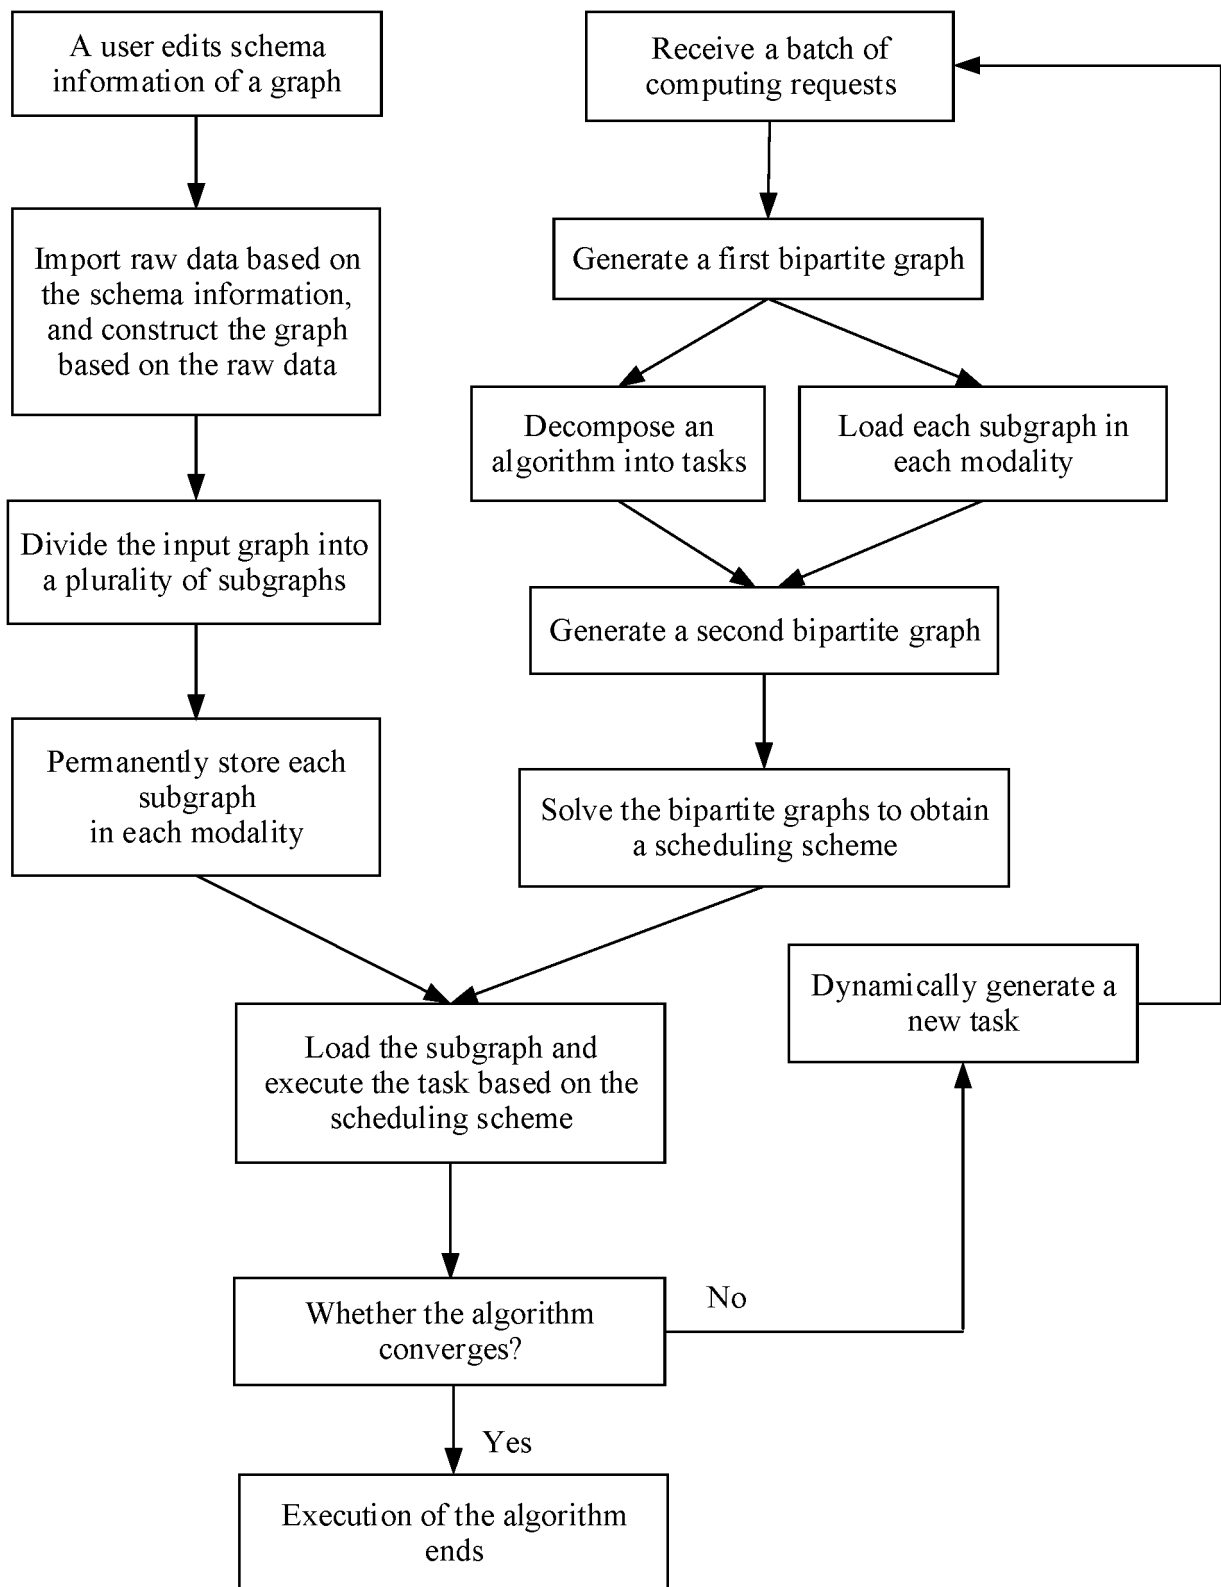 A user edits schema
information of a graph
Import raw data based on
the schema information,
and construct the graph
based on the raw data
Divide the input graph into
a plurality of subgraphs
Permanently store each
subgraph
in each modality
Receive a batch of
computing requests
Generate a first bipartite graph
Decompose an
algorithm into tasks
Load each subgraph in
each modality
Generate a second bipartite graph
Solve the bipartite graphs to obtain
a scheduling scheme
Load the subgraph and
execute the task based on the
scheduling scheme
Dynamically generate a
new task
Whether the algorithm
converges?
No
Yes
Execution of the algorithm
ends